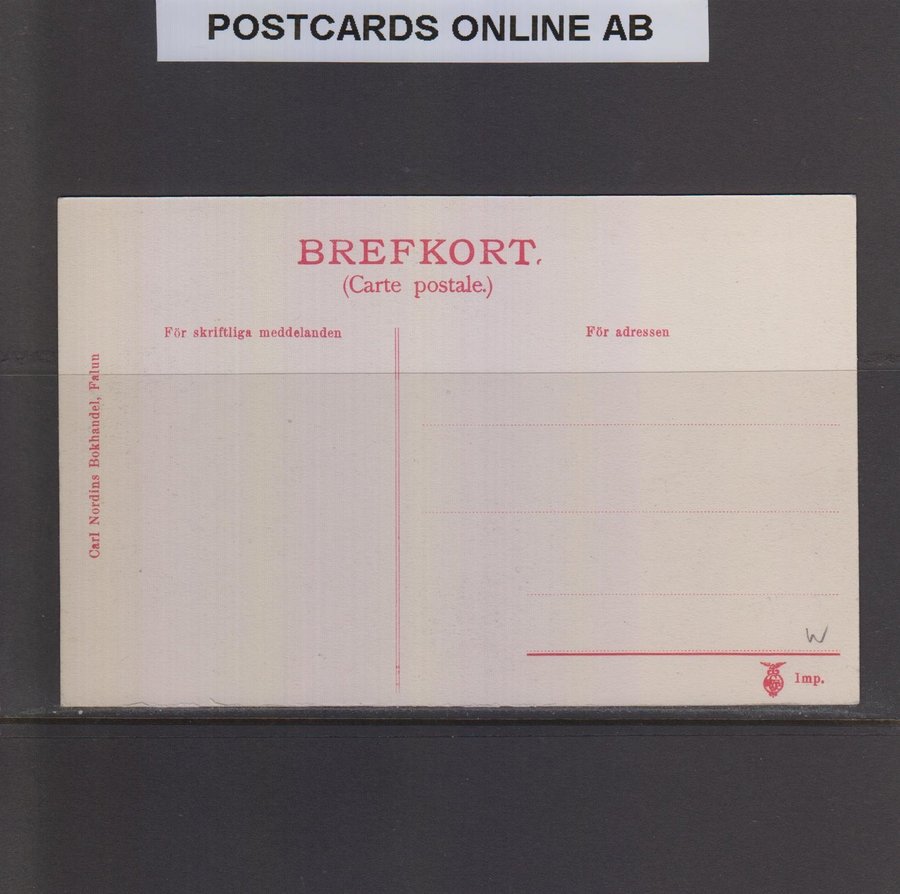 POSTCARDS ONLINE AB
BREFKORT.
(Carte postale.)
För skriftliga meddelanden
För adressen
Carl Nordins Bokhandel, Falun
W
Imp.